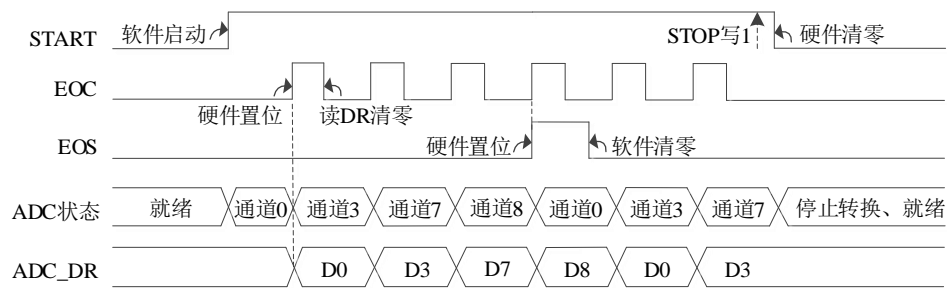 START 软件启动 STOP写1 硬件清零
EOC
硬件置位 读DR清零
EOS 硬件置位 软件清零
ADC状态 就绪 通道0 通道3 通道7 通道8 通道0 通道3 通道7 停止转换、就绪
ADC_DR D0 D3 D7 D8 D0 D3